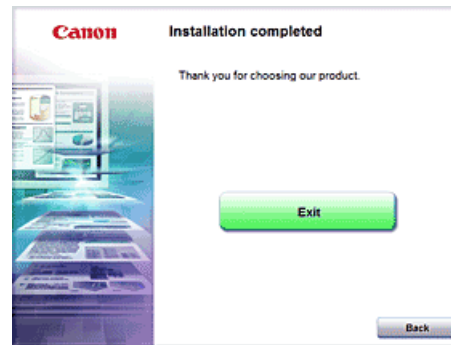 Canon
Installation completed
Thank you for choosing our product.
Exit
Back